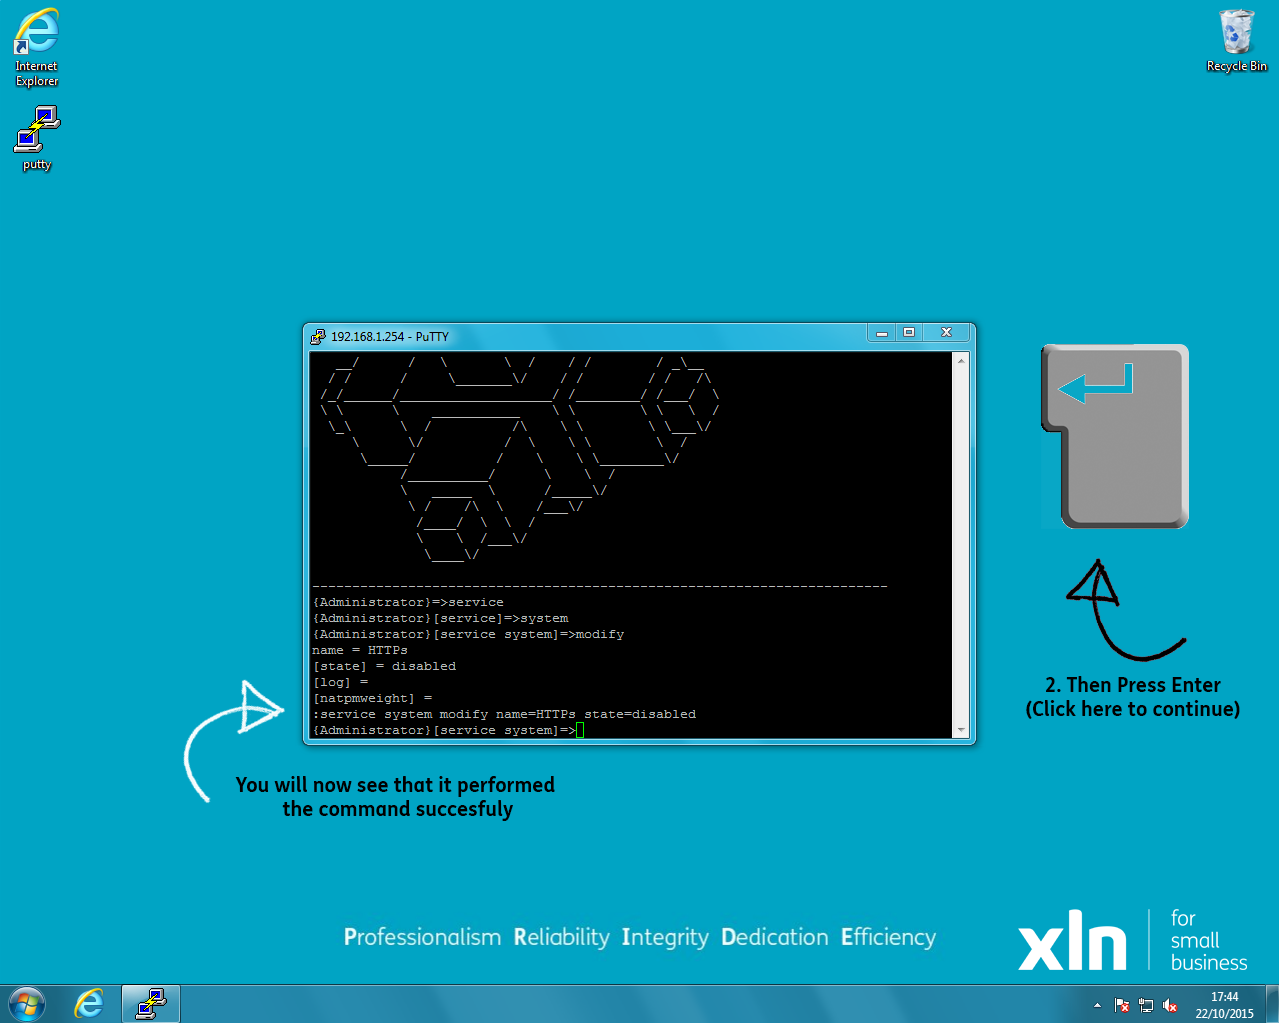 Internet
Explorer
putty
Recycle Bin
192.168.1.254 - PuTTY
{Administrator}=>service
{Administrator}[service]=>system
{Administrator}[service system]=>modify
name = HTTPs
[state] = disabled
[log] =
[natpmweight] =
:service system modify name=HTTPs state=disabled
{Administrator}[service system]=>
2. Then Press Enter
(Click here to continue)
You will now see that it performed
the command succesfuly
Professionalism Reliability Integrity Dedication Efficiency
xln
for
small
business
17:44
22/10/2015